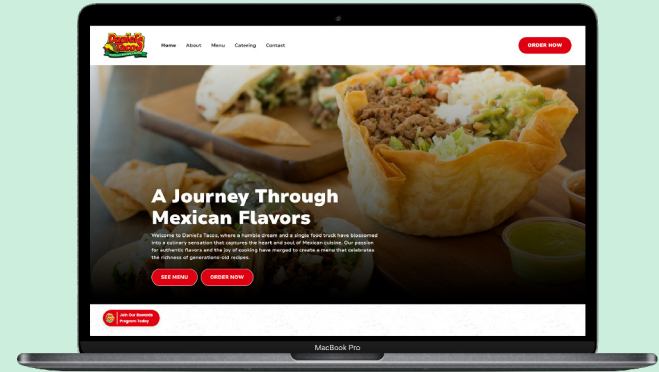 Daniel's
Tacos
Home About Menu Catering Contact
ORDER NOW
A Journey Through
Mexican Flavors
Welcome to Daniel's Tacos, where a humble dream and a single food truck have blossomed
into a culinary sensation that captures the heart and soul of Mexican cuisine. Our passion
for authentic flavors and the joy of cooking have merged to create a menu that celebrates
the richness of generations-old recipes.
SEE MENU ORDER NOW
Join Our Rewards
Program Today
MacBook Pro